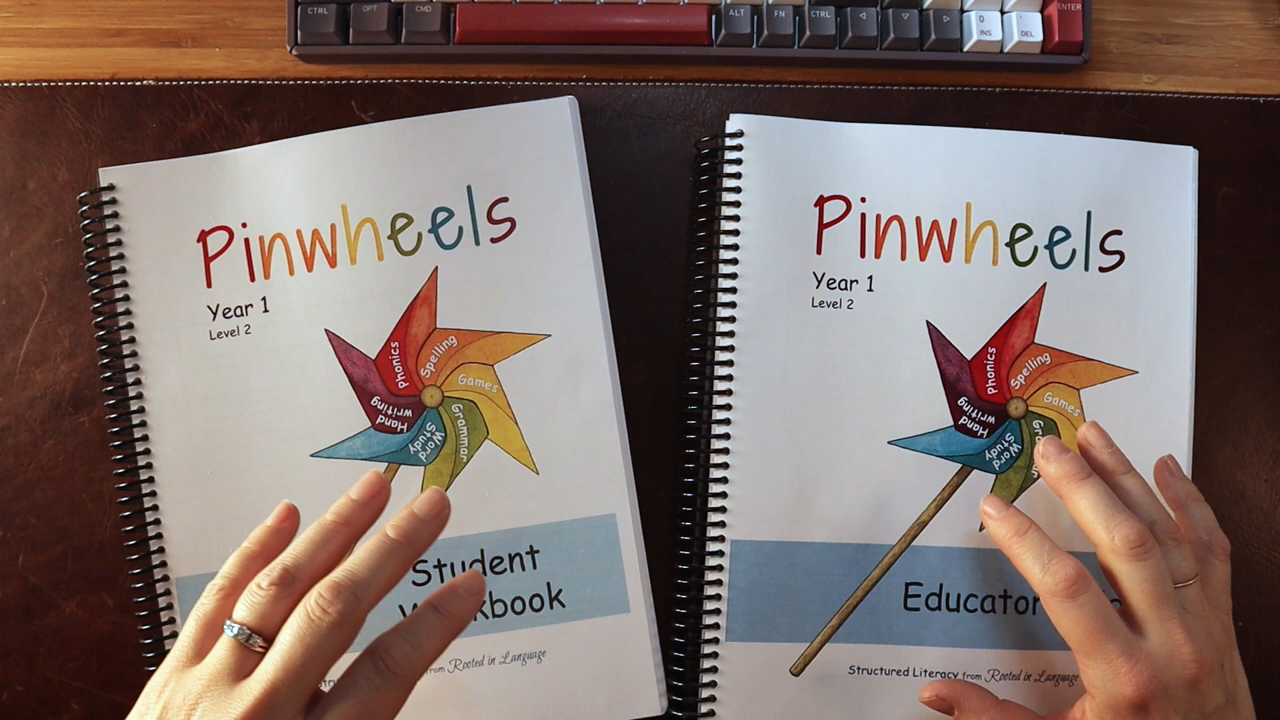 CTRL
OPT
CMD
ALT
FN
CTRL
0
INS
.
DEL
ENTER
Pinwheels
Year 1
Level 2
Phonics
Spelling
Games
Grammar
Word
Study
Hand
writing
Student
from Rooted in Language
Pinwheels
Year 1
Level 2
Phonics
Spelling
Games
Word
Study
Hand
writing
Educator
Structured Literacy from Rooted in Language